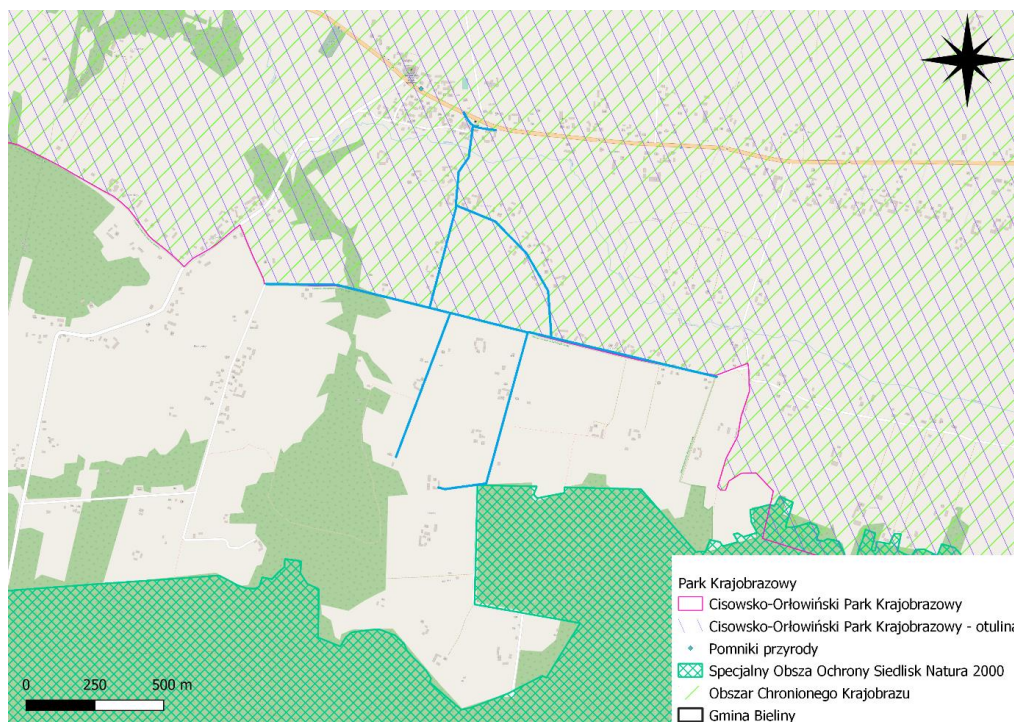 Park Krajobrazowy
Cisowsko-Orłowiński Park Krajobrazowy
Cisowsko-Orłowiński Park Krajobrazowy - otulina
Pomniki przyrody
Specjalny Obsza Ochrony Siedlisk Natura 2000
Obszar Chronionego Krajobrazu
Gmina Bieliny
0 250 500 m